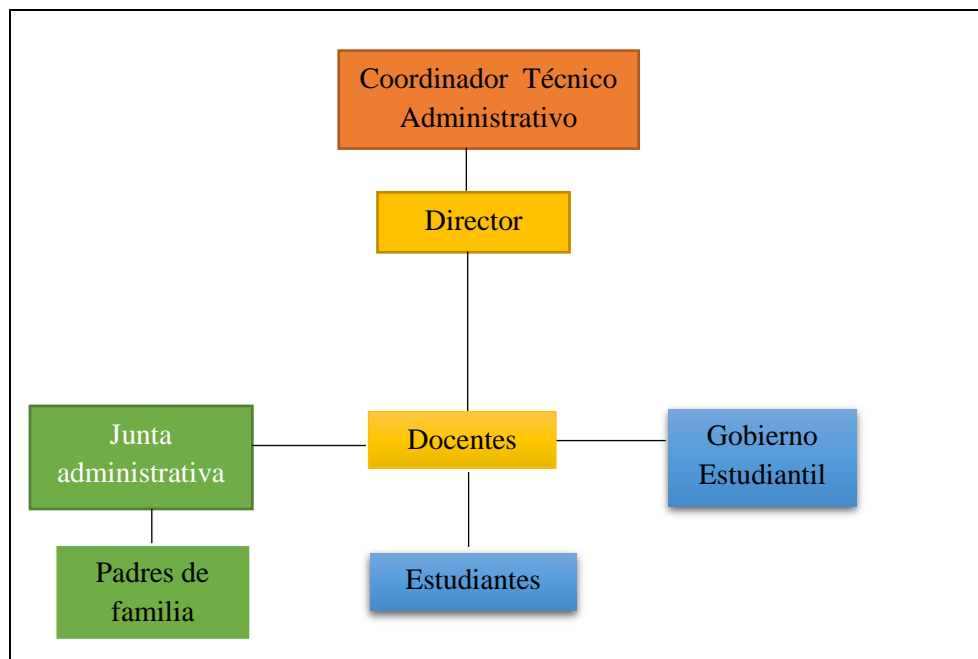 Coordinador Técnico
Administrativo
Director
Junta
administrativa
Docentes
Gobierno
Estudiantil
Padres de
familia
Estudiantes